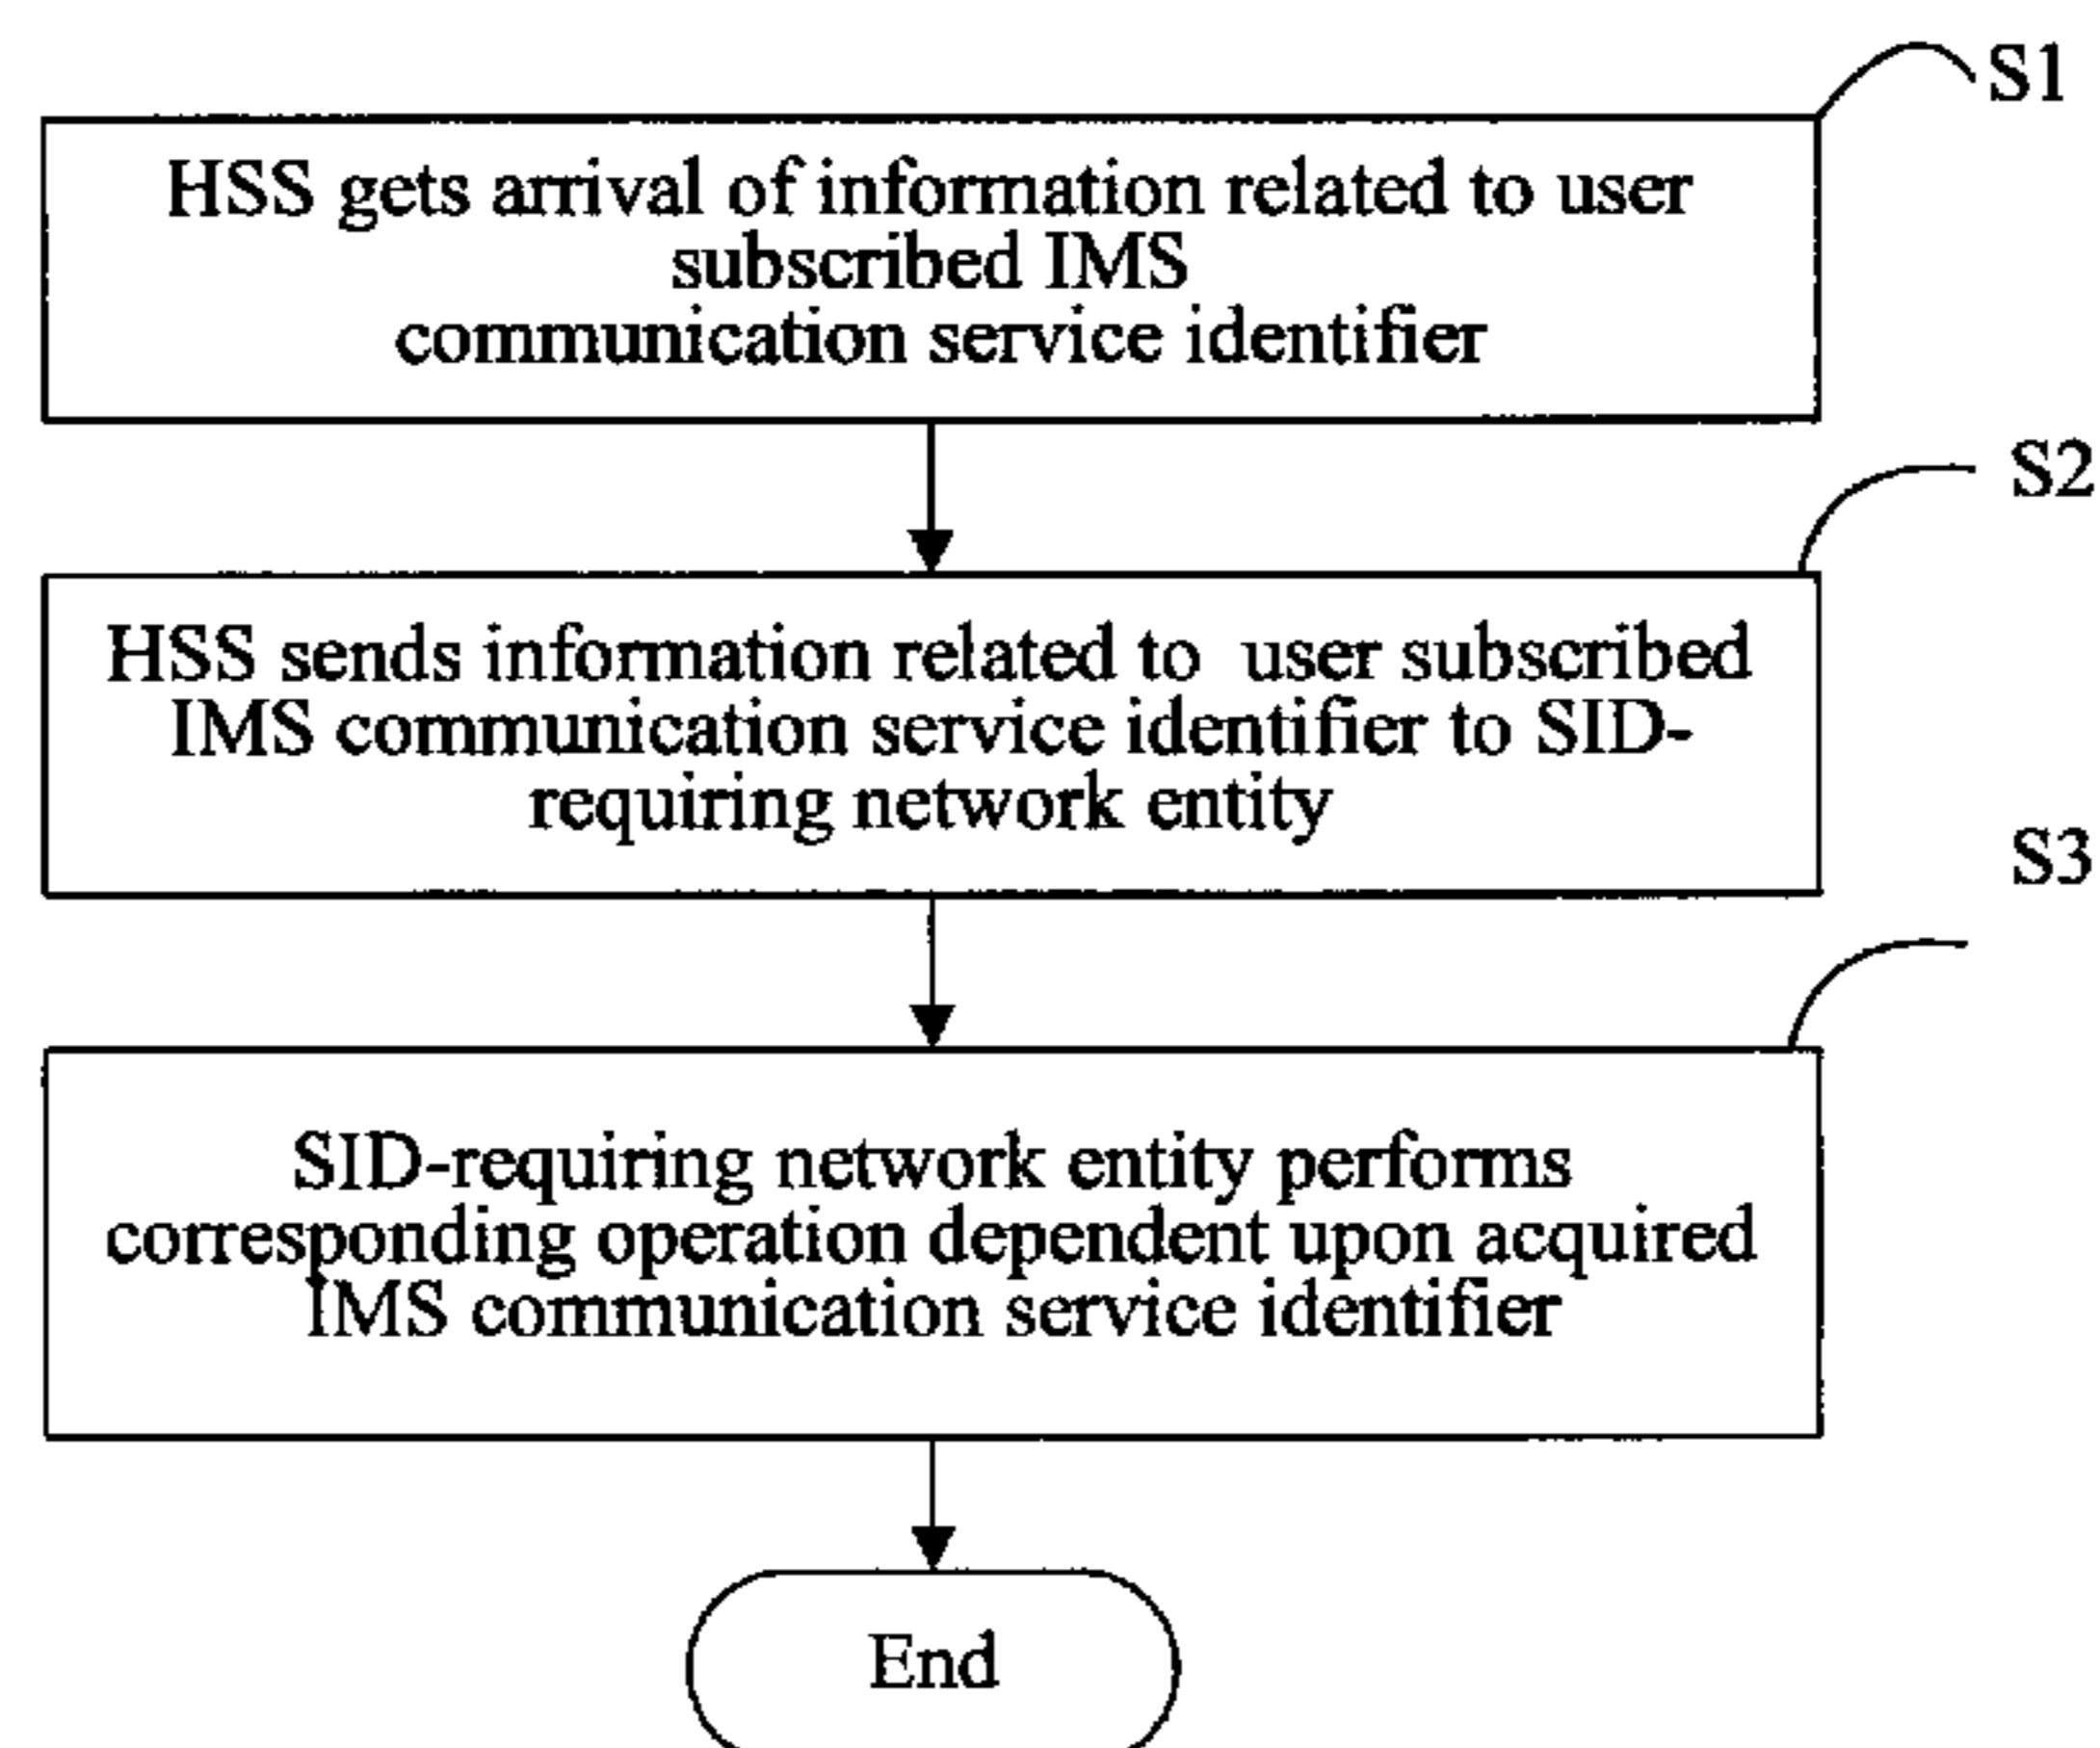 S1
HSS gets arrival of information related to user
subscribed IMS
communication service identifier
S2
HSS sends information related to user subscribed
IMS communication service identifier to SID-
requiring network entity
S3
SID-requiring network entity performs
corresponding operation dependent upon acquired
IMS communication service identifier
End